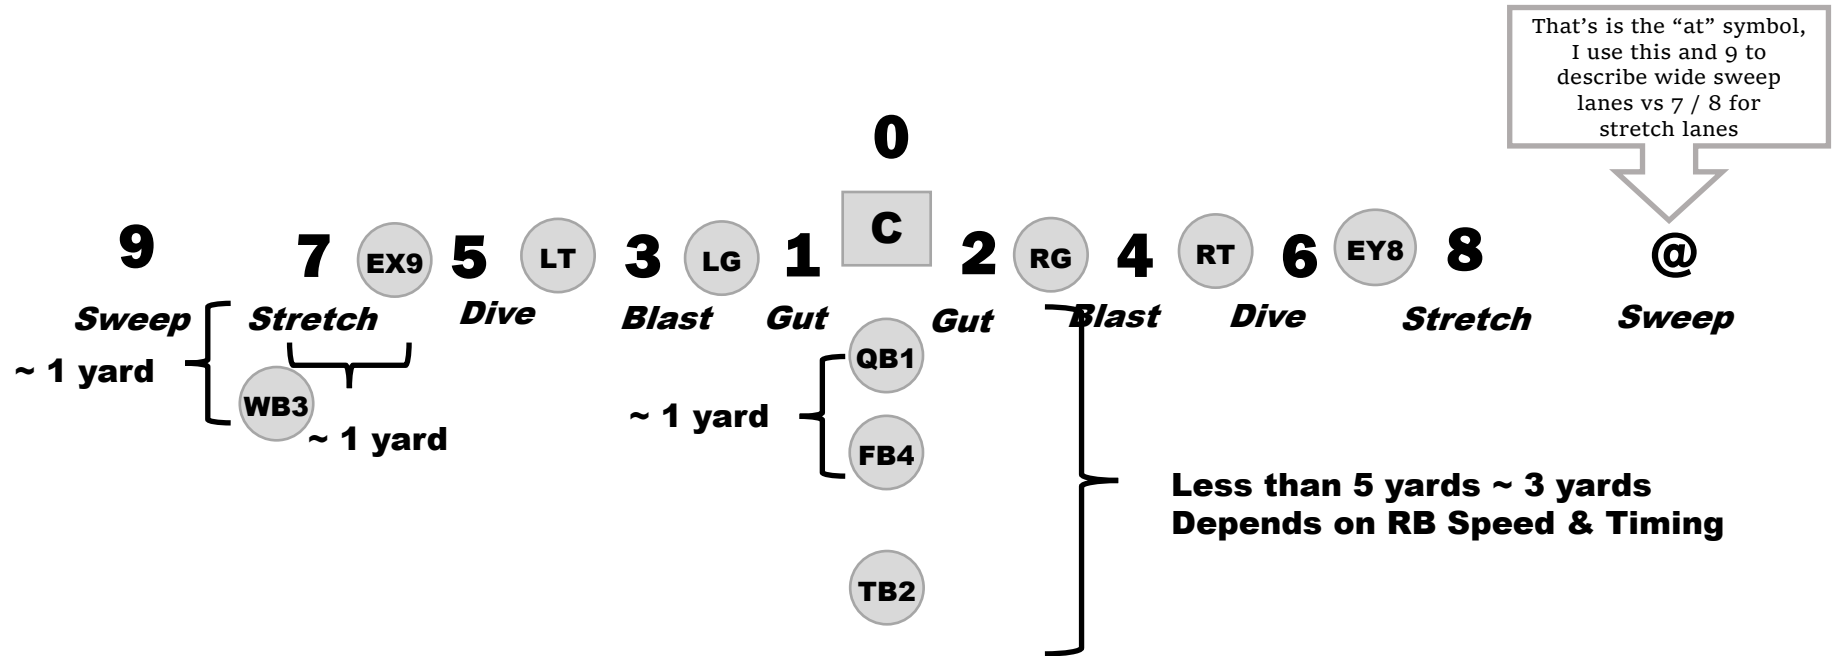 That’s is the “at” symbol,
I use this and 9 to
describe wide sweep
lanes vs 7 / 8 for
stretch lanes
0
9 7 EX9 5 LT 3 LG 1 C 2 RG 4 RT 6 EY8 8 @
Sweep Stretch Dive Blast Gut Gut Blast Dive Stretch Sweep
QB1
~ 1 yard
WB3
~ 1 yard
~ 1 yard
FB4
Less than 5 yards ~ 3 yards
Depends on RB Speed & Timing
TB2